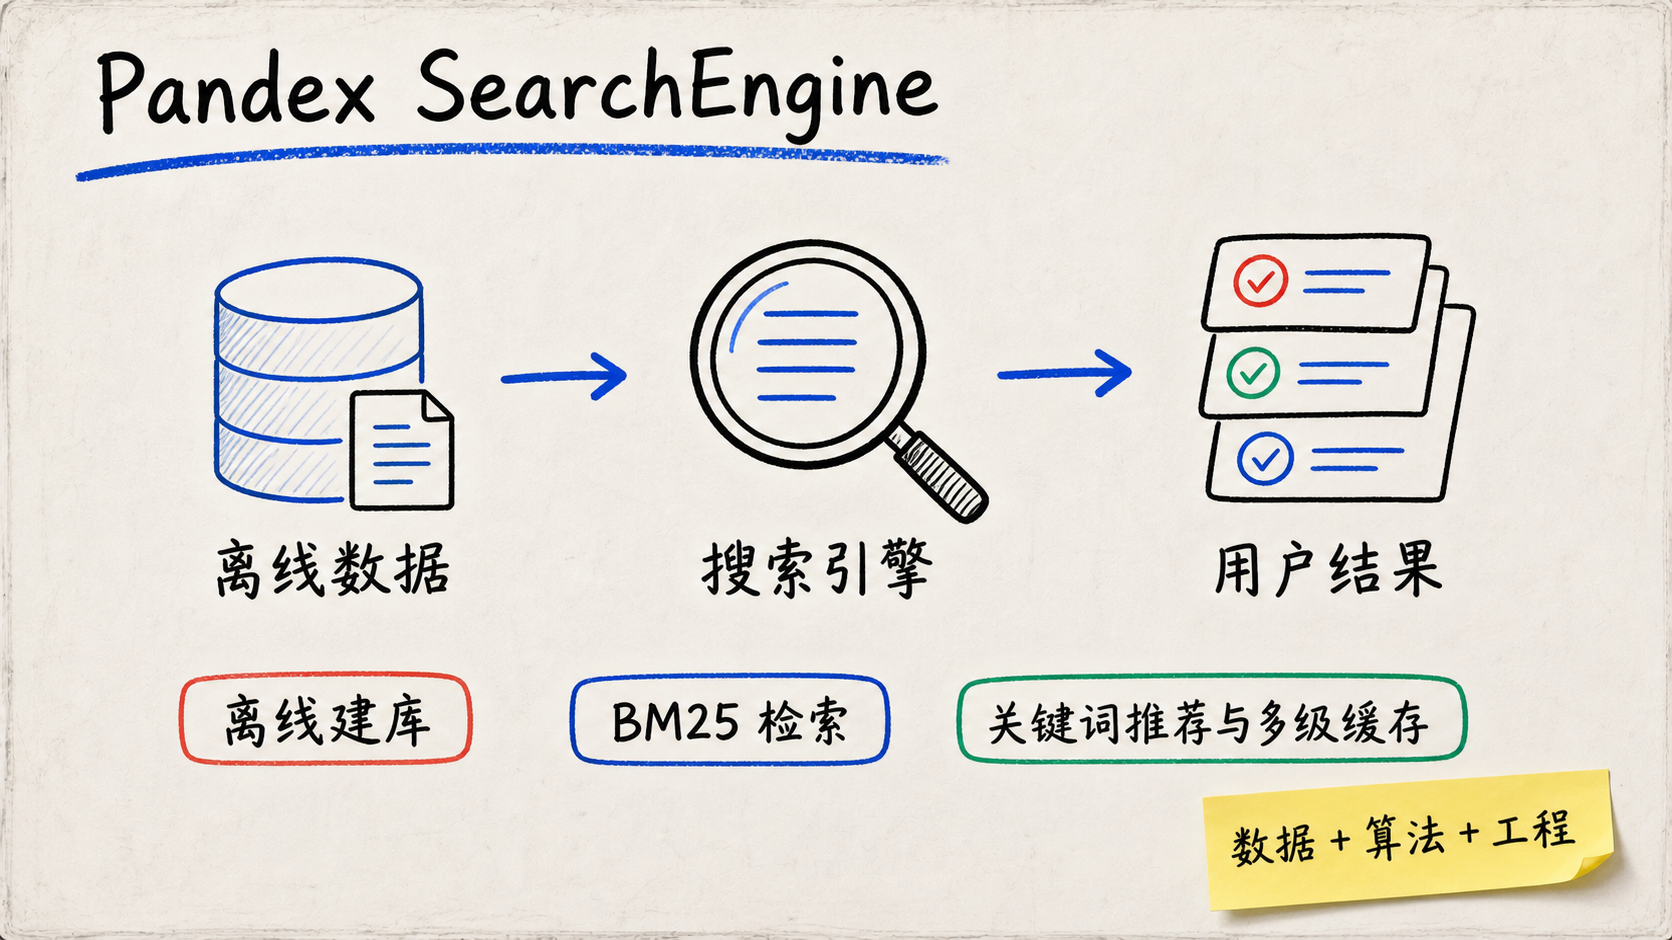 Pandex SearchEngine
离线数据
搜索引擎
用户结果
离线建库
BM25 检索
关键词推荐与多级缓存
数据+算法+工程